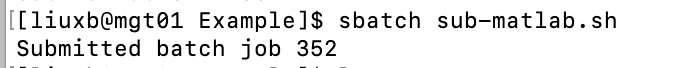 [[liuxb@mgt01 Example]$ sbatch sub-matlab.sh
Submitted batch job 352